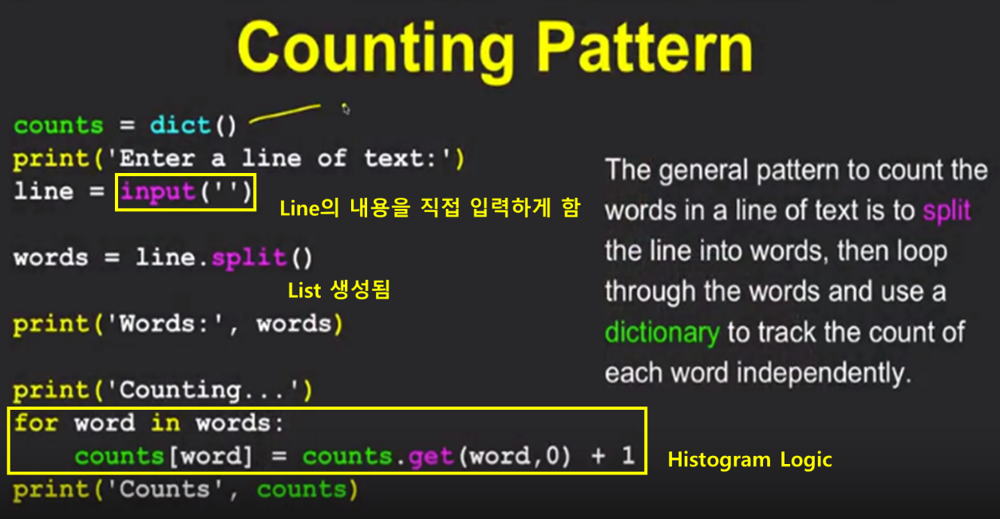 Counting Pattern
counts = dict()
print('Enter a line of text:')
line = input('')
Line의 내용을 직접 입력하게 함
words = line.split()
List 생성됨
print('Words:', words)
print('Counting...')
for word in words:
    counts[word] = counts.get(word,0) + 1
Histogram Logic
print('Counts', counts)
The general pattern to count the
words in a line of text is to split
the line into words, then loop
through the words and use a
dictionary to track the count of
each word independently.